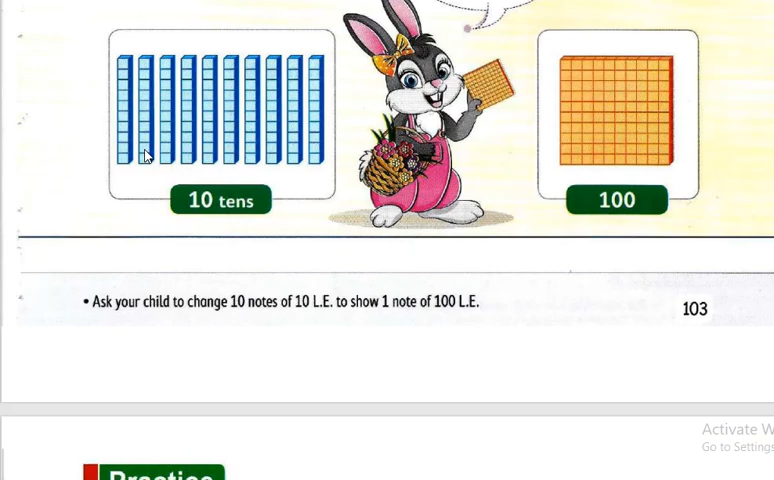 10 tens
100
• Ask your child to change 10 notes of 10 L.E. to show 1 note of 100 L.E.
103
Activate W
Go to Settings
Practice